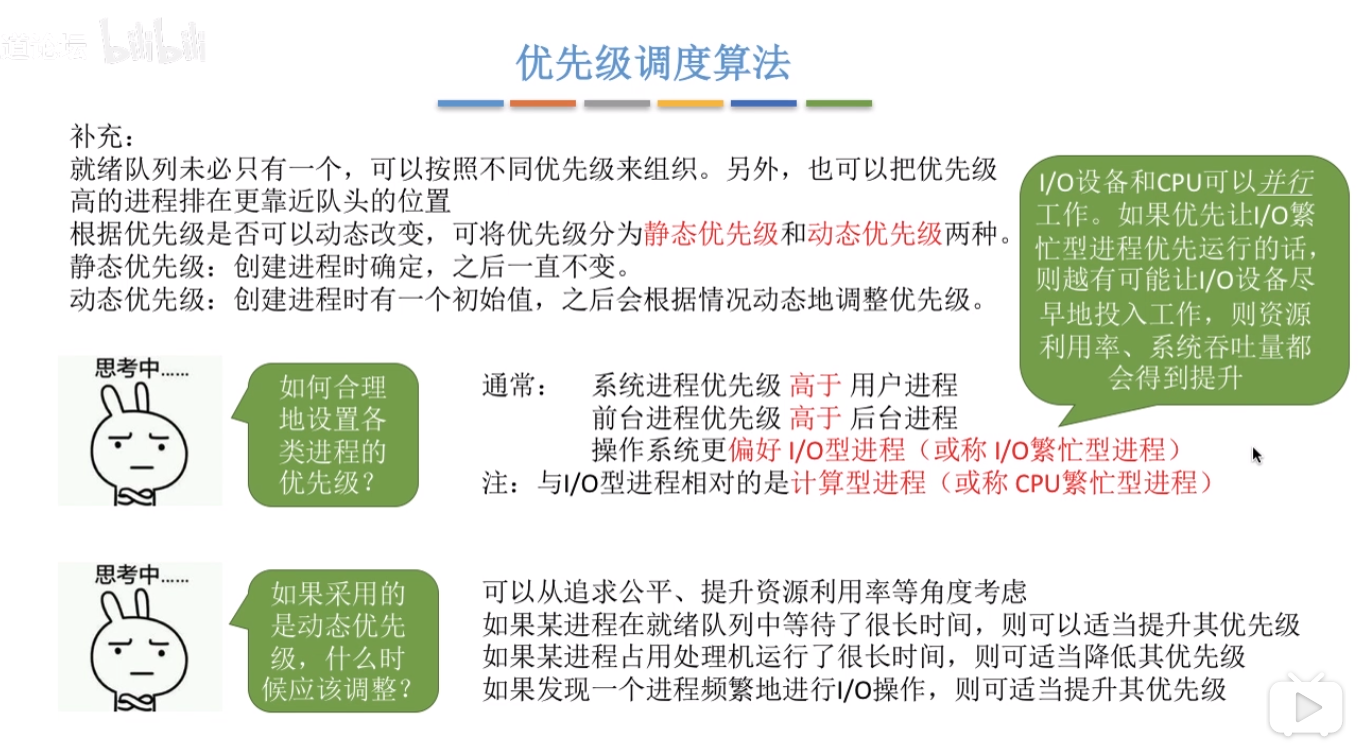 道论坛 bilibili
优先级调度算法
补充：
就绪队列未必只有一个，可以按照不同优先级来组织。另外，也可以把优先级
高的进程排在更靠近队头的位置
根据优先级是否可以动态改变，可将优先级分为静态优先级和动态优先级两种。
静态优先级：创建进程时确定，之后一直不变。
动态优先级：创建进程时有一个初始值，之后会根据情况动态地调整优先级。
I/O设备和CPU可以并行
工作。如果优先让I/O繁
忙型进程优先运行的话，
则越有可能让I/O设备尽
早地投入工作，则资源
利用率、系统吞吐量都
会得到提升
思考中......
如何合理
地设置各
类进程的
优先级？
通常： 系统进程优先级 高于 用户进程
前台进程优先级 高于 后台进程
操作系统更偏好 I/O型进程（或称 I/O繁忙型进程）
注：与I/O型进程相对的是计算型进程（或称 CPU繁忙型进程）
思考中......
如果采用的
是动态优先
级，什么时
候应该调整？
可以从追求公平、提升资源利用率等角度考虑
如果某进程在就绪队列中等待了很长时间，则可以适当提升其优先级
如果某进程占用处理机运行了很长时间，则可适当降低其优先级
如果发现一个进程频繁地进行I/O操作，则可适当提升其优先级